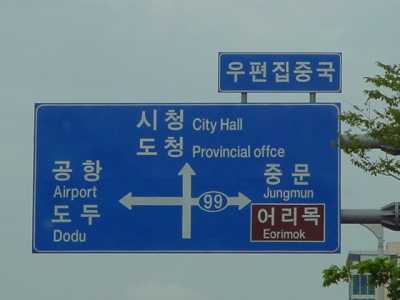 우편집중국
시청 City Hall
도청 Provincial offce
공항
Airport
도두
Dodu
99
중문
Jungmun
어리목
Eorimok